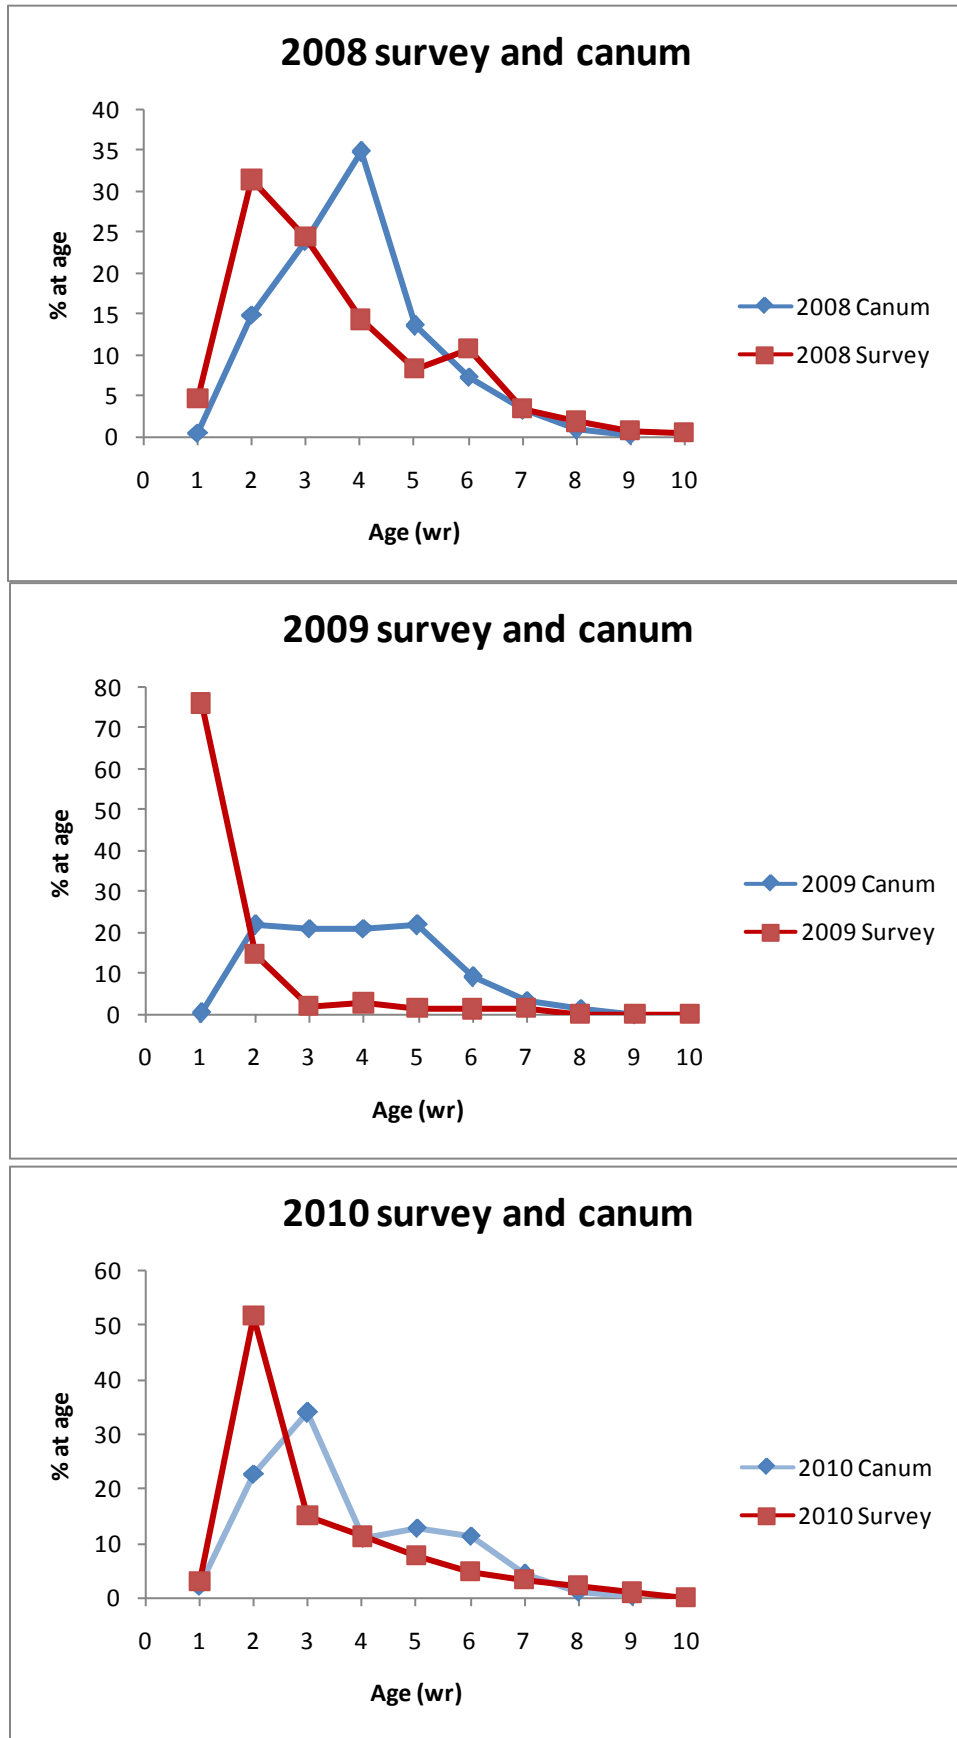 2008 survey and canum
40
35
30
25
20
15
10
5
0
% at age
0 1 2 3 4 5 6 7 8 9 10
Age (wr)
2008 Canum
2008 Survey
2009 survey and canum
80
70
60
50
40
30
20
10
0
% at age
0 1 2 3 4 5 6 7 8 9 10
Age (wr)
2009 Canum
2009 Survey
2010 survey and canum
60
50
40
30
20
10
0
% at age
0 1 2 3 4 5 6 7 8 9 10
Age (wr)
2010 Canum
2010 Survey